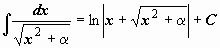 ∫ dx / √(x² + α) = ln|x + √(x² + α)| + C